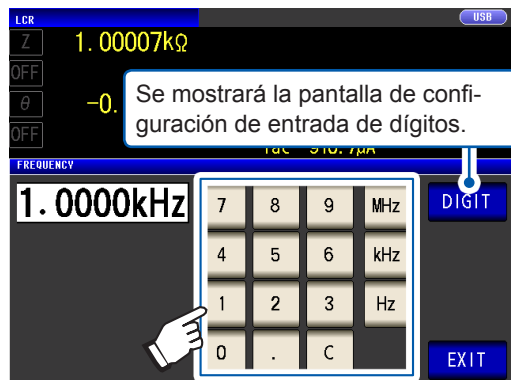 LCR USB
Z 1.00007kΩ
OFF
θ -0.
OFF
Se mostrará la pantalla de confi-
guración de entrada de dígitos.
FREQUENCY
1.0000kHz
7 8 9 MHz DIGIT
4 5 6 kHz
1 2 3 Hz
0 . C EXIT